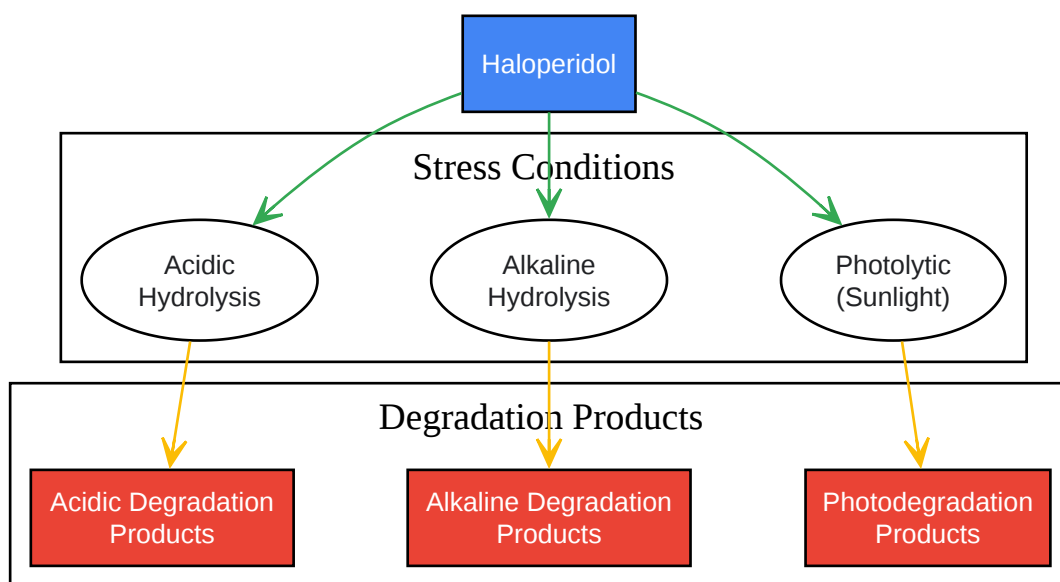 Haloperidol
Stress Conditions
Acidic
Hydrolysis
Alkaline
Hydrolysis
Photolytic
(Sunlight)
Degradation Products
Acidic Degradation
Products
Alkaline Degradation
Products
Photodegradation
Products